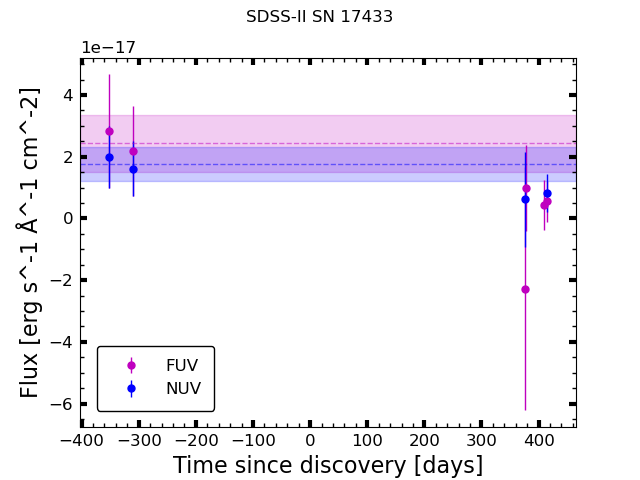 SDSS-II SN 17433
1e−17
4
2
0
−2
−4
−6
Flux [erg s^-1 Å^-1 cm^-2]
FUV
NUV
−400 −300 −200 −100 0 100 200 300 400
Time since discovery [days]